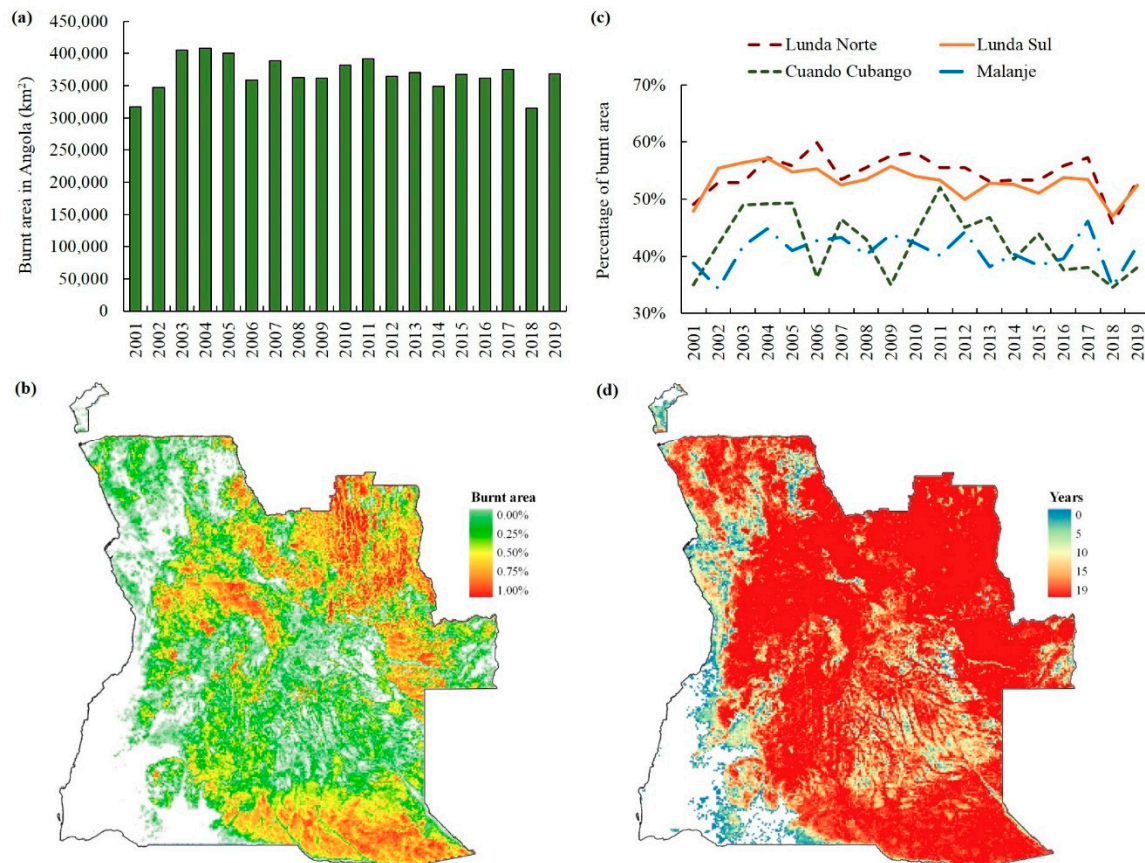 (a)
Burnt area in Angola (km²)
450,000
400,000
350,000
300,000
250,000
200,000
150,000
100,000
50,000
0
2001 2002 2003 2004 2005 2006 2007 2008 2009 2010 2011 2012 2013 2014 2015 2016 2017 2018 2019
(c)
Lunda Norte Lunda Sul
Cuando Cubango Malanje
Percentage of burnt area
70%
60%
50%
40%
30%
2001 2002 2003 2004 2005 2006 2007 2008 2009 2010 2011 2012 2013 2014 2015 2016 2017 2018 2019
(b)
Burnt area
0.00%
0.25%
0.50%
0.75%
1.00%
(d)
Years
0
5
10
15
19